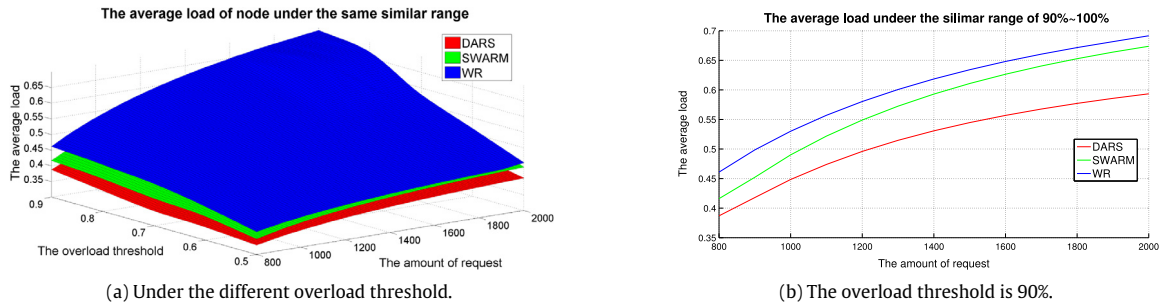 The average load of node under the same similar range
DARS
SWARM
WR
The average load
0.65
0.6
0.55
0.5
0.45
0.4
0.35
0.9
0.8
0.7
0.6
0.5
The overload threshold
800
1000
1200
1400
1600
1800
2000
The amount of request
(a) Under the different overload threshold.
The average load undeer the silimar range of 90%~100%
The average load
0.7
0.65
0.6
0.55
0.5
0.45
0.4
0.35
DARS
SWARM
WR
800
1000
1200
1400
1600
1800
2000
The amount of request
(b) The overload threshold is 90%.